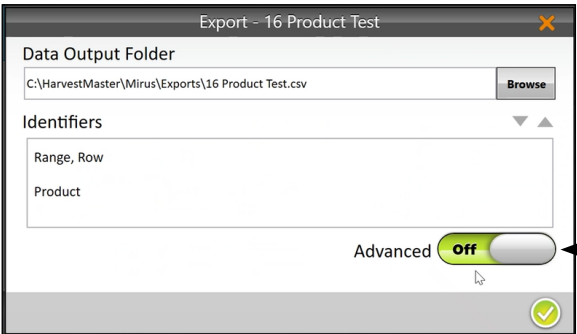 Export - 16 Product Test
Data Output Folder
C:\HarvestMaster\Mirus\Exports\16 Product Test.csv
Browse
Identifiers
Range, Row
Product
Advanced
Off